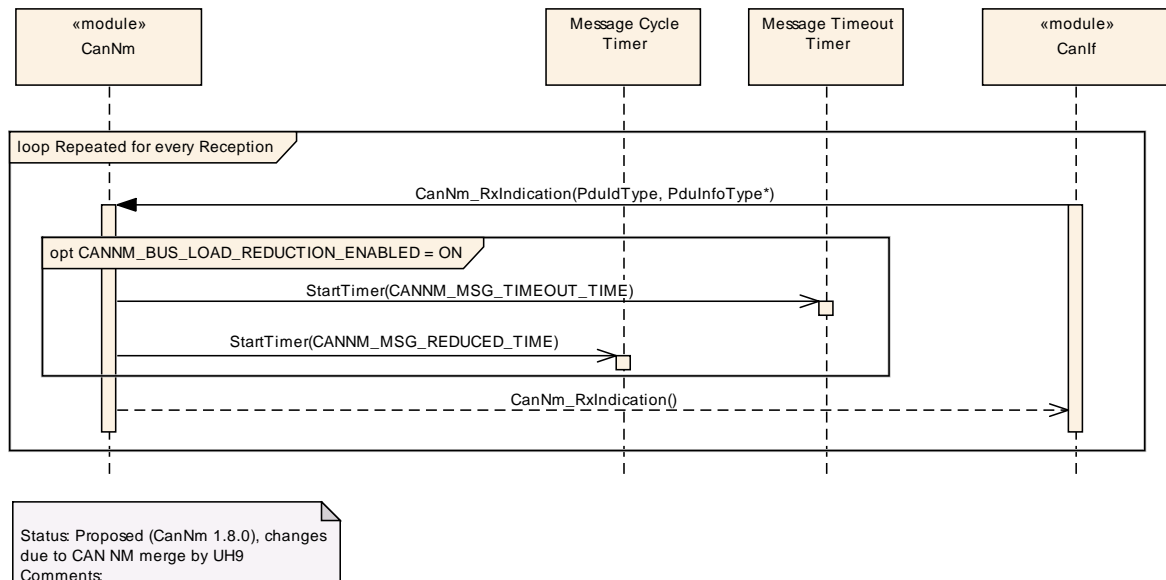 «module»
CanNm
Message Cycle
Timer
Message Timeout
Timer
«module»
CanIf
loop Repeated for every Reception
CanNm_RxIndication(PduIdType, PduInfoType*)
opt CANNM_BUS_LOAD_REDUCTION_ENABLED = ON
StartTimer(CANNM_MSG_TIMEOUT_TIME)
StartTimer(CANNM_MSG_REDUCED_TIME)
CanNm_RxIndication()
Status: Proposed (CanNm 1.8.0), changes
due to CAN NM merge by UH9
Comments: